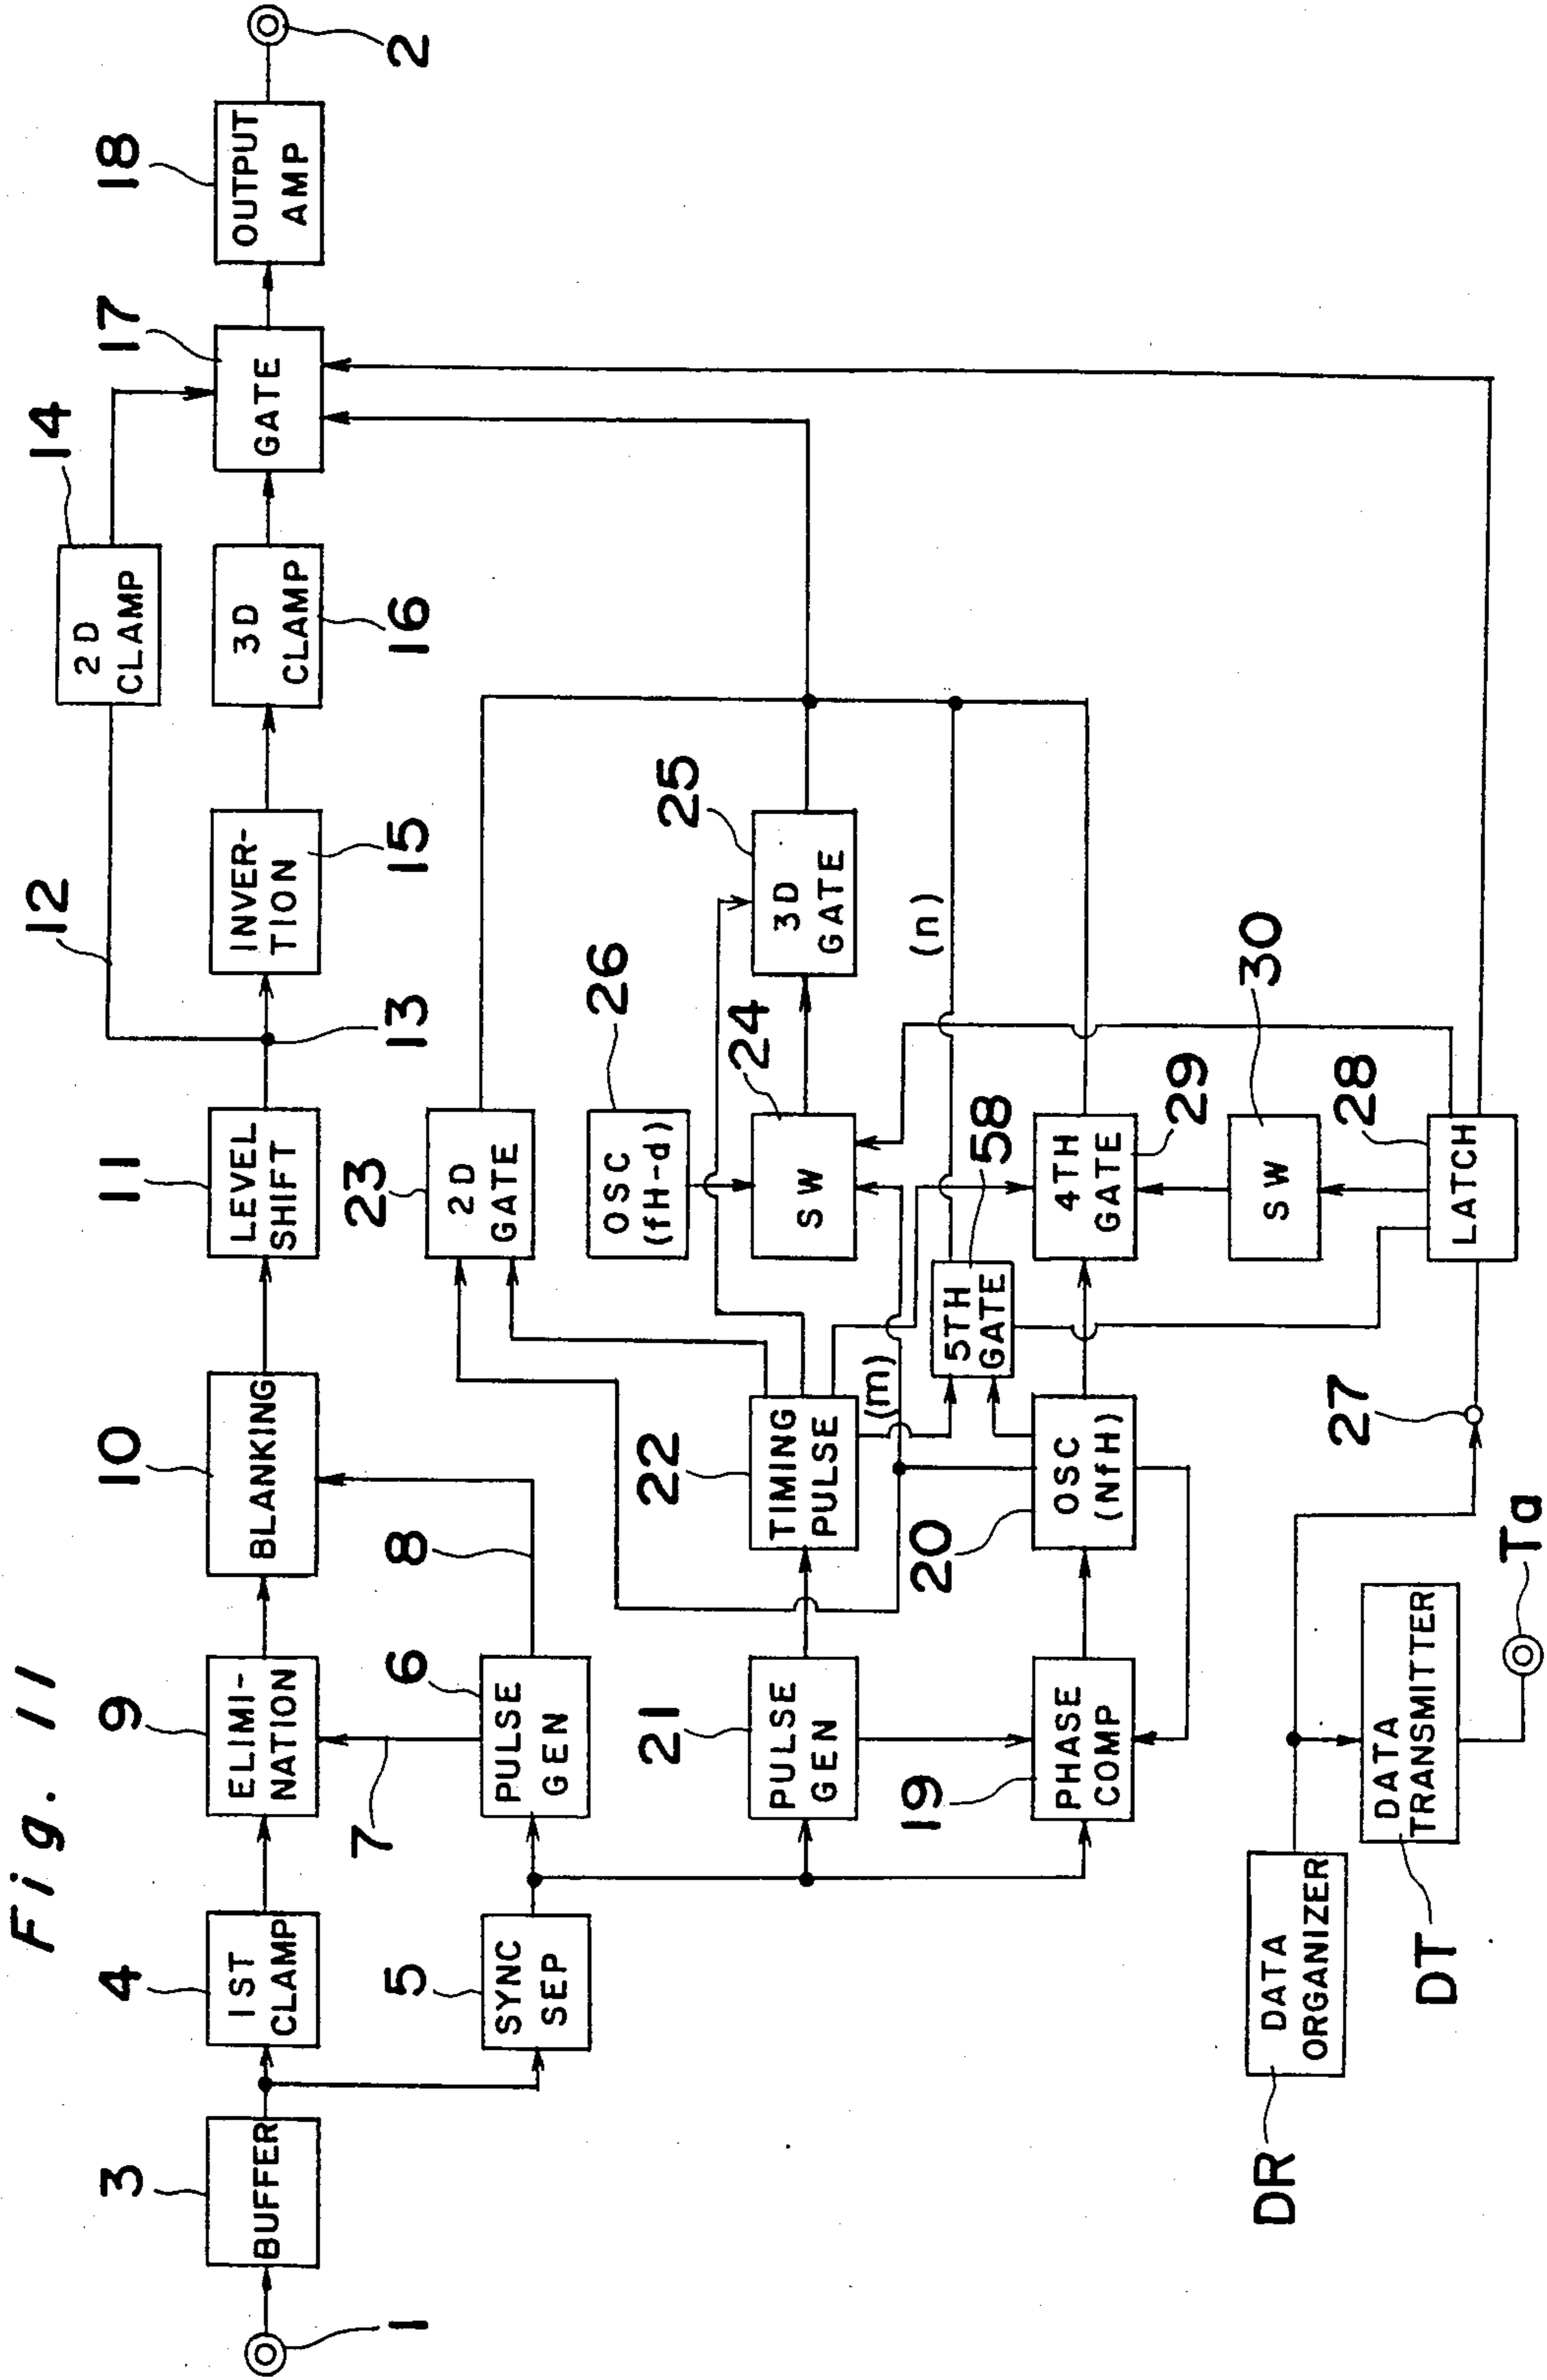 Fig. 11
1
3
BUFFER
4
1ST
CLAMP
9
ELIMI-
NATION
10
BLANKING
11
LEVEL
SHIFT
12
13
INVER-
TION
15
2D
CLAMP
14
3D
CLAMP
16
17
GATE
18
OUTPUT
AMP
2
5
SYNC
SEP
6
PULSE
GEN
7
8
23
2D
GATE
26
OSC
(fH-d)
21
PULSE
GEN
22
TIMING
PULSE
24
SW
25
3D
GATE
(m)
(n)
58
5TH
GATE
19
PHASE
COMP
20
OSC
(NfH)
4TH
GATE
29
30
SW
28
LATCH
27
DR
DATA
ORGANIZER
DT
DATA
TRANSMITTER
Ta